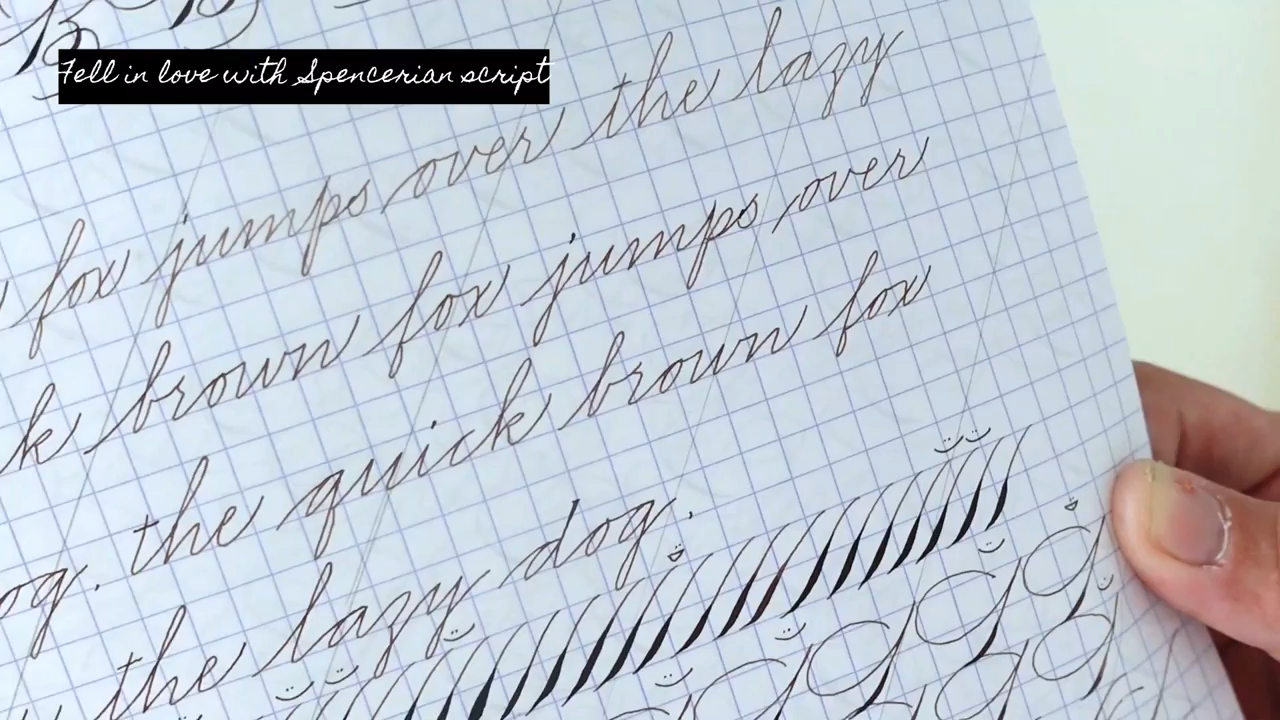 Fell in love with Spencerian script
fox jumps over the lazy
k brown fox jumps over
og. the quick brown fox
the lazy dog.